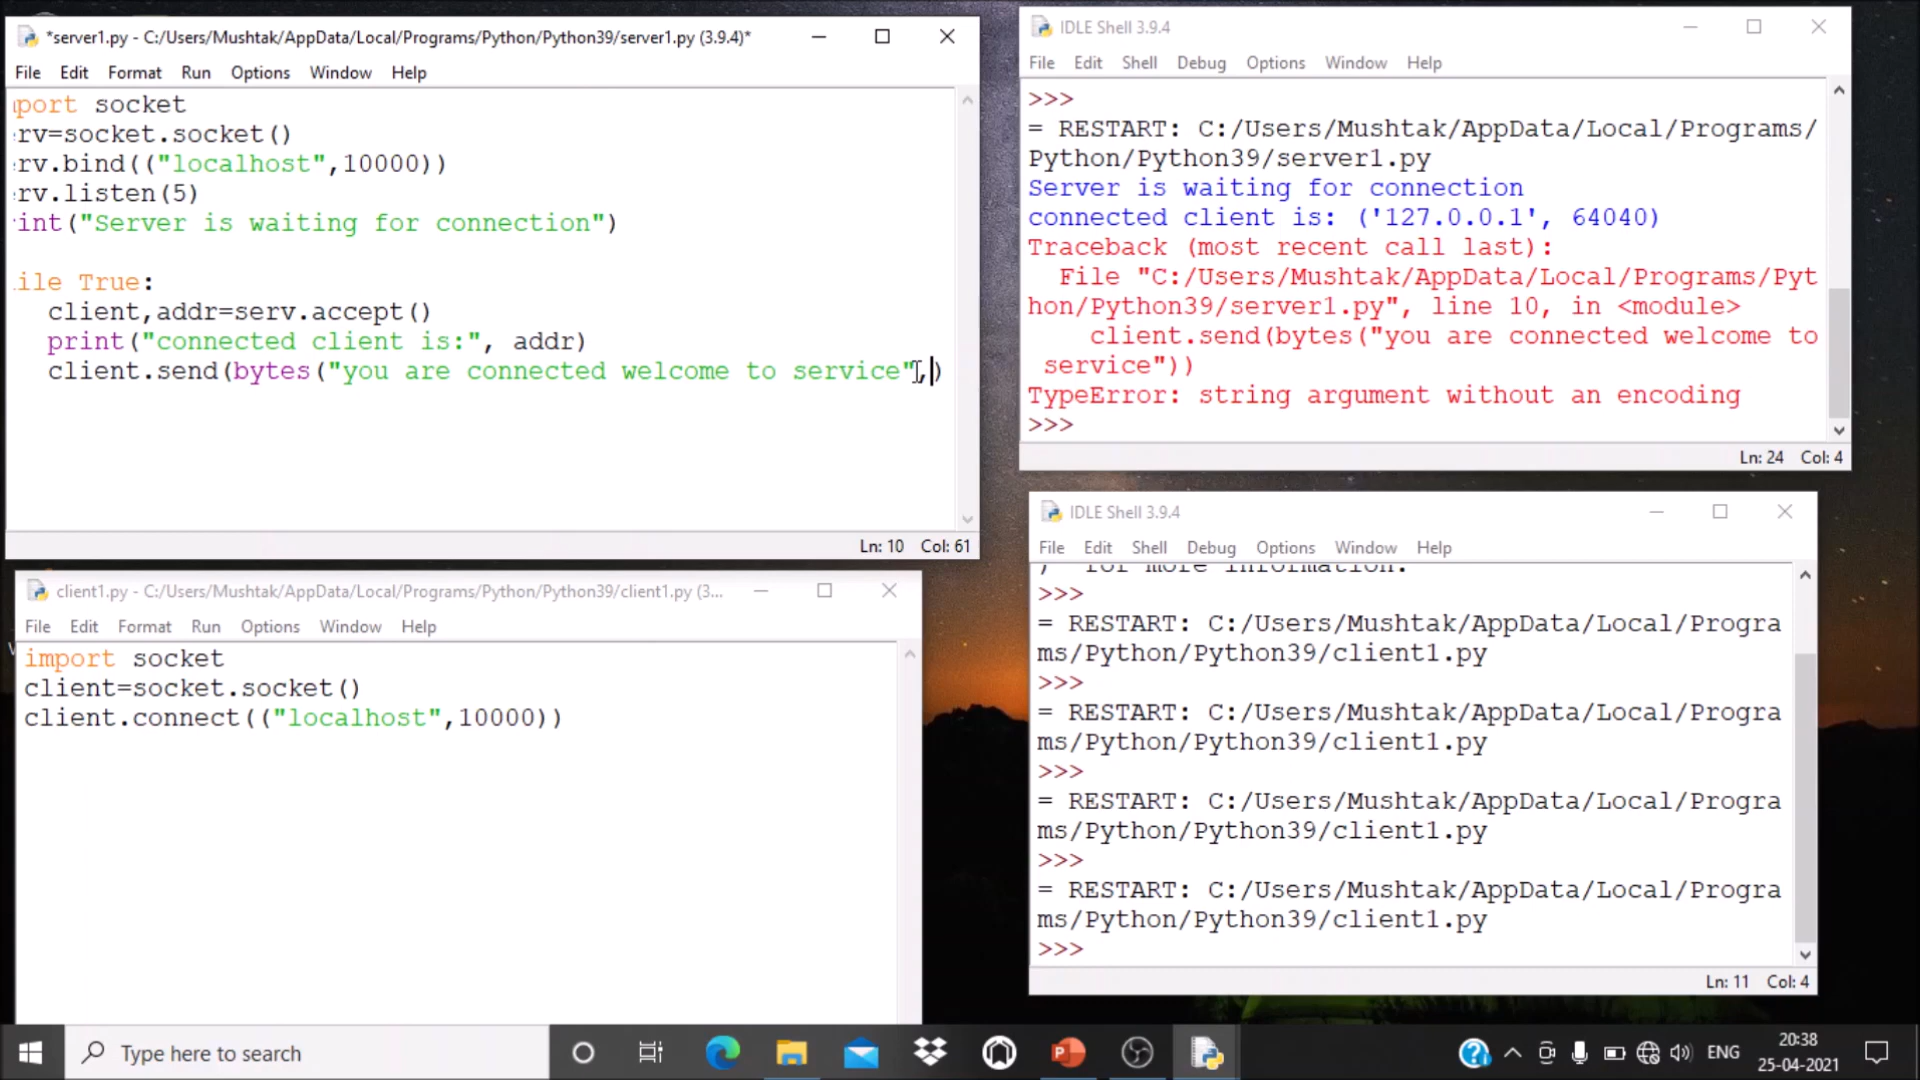 *server1.py - C:/Users/Mushtak/AppData/Local/Programs/Python/Python39/server1.py (3.9.4)*
File Edit Format Run Options Window Help
port socket
rv=socket.socket()
rv.bind(("localhost",10000))
rv.listen(5)
int("Server is waiting for connection")
ile True:
client,addr=serv.accept()
print("connected client is:", addr)
client.send(bytes("you are connected welcome to service",)
Ln: 10 Col: 61
IDLE Shell 3.9.4
File Edit Shell Debug Options Window Help
>>>
= RESTART: C:/Users/Mushtak/AppData/Local/Programs/
Python/Python39/server1.py
Server is waiting for connection
connected client is: ('127.0.0.1', 64040)
Traceback (most recent call last):
File "C:/Users/Mushtak/AppData/Local/Programs/Pyt
hon/Python39/server1.py", line 10, in <module>
client.send(bytes("you are connected welcome to
service"))
TypeError: string argument without an encoding
>>>
Ln: 24 Col: 4
client1.py - C:/Users/Mushtak/AppData/Local/Programs/Python/Python39/client1.py (3...
File Edit Format Run Options Window Help
import socket
client=socket.socket()
client.connect(("localhost",10000))
IDLE Shell 3.9.4
File Edit Shell Debug Options Window Help
) for more information.
>>>
= RESTART: C:/Users/Mushtak/AppData/Local/Progra
ms/Python/Python39/client1.py
>>>
= RESTART: C:/Users/Mushtak/AppData/Local/Progra
ms/Python/Python39/client1.py
>>>
= RESTART: C:/Users/Mushtak/AppData/Local/Progra
ms/Python/Python39/client1.py
>>>
= RESTART: C:/Users/Mushtak/AppData/Local/Progra
ms/Python/Python39/client1.py
>>>
Ln: 11 Col: 4
Type here to search
ENG
20:38
25-04-2021